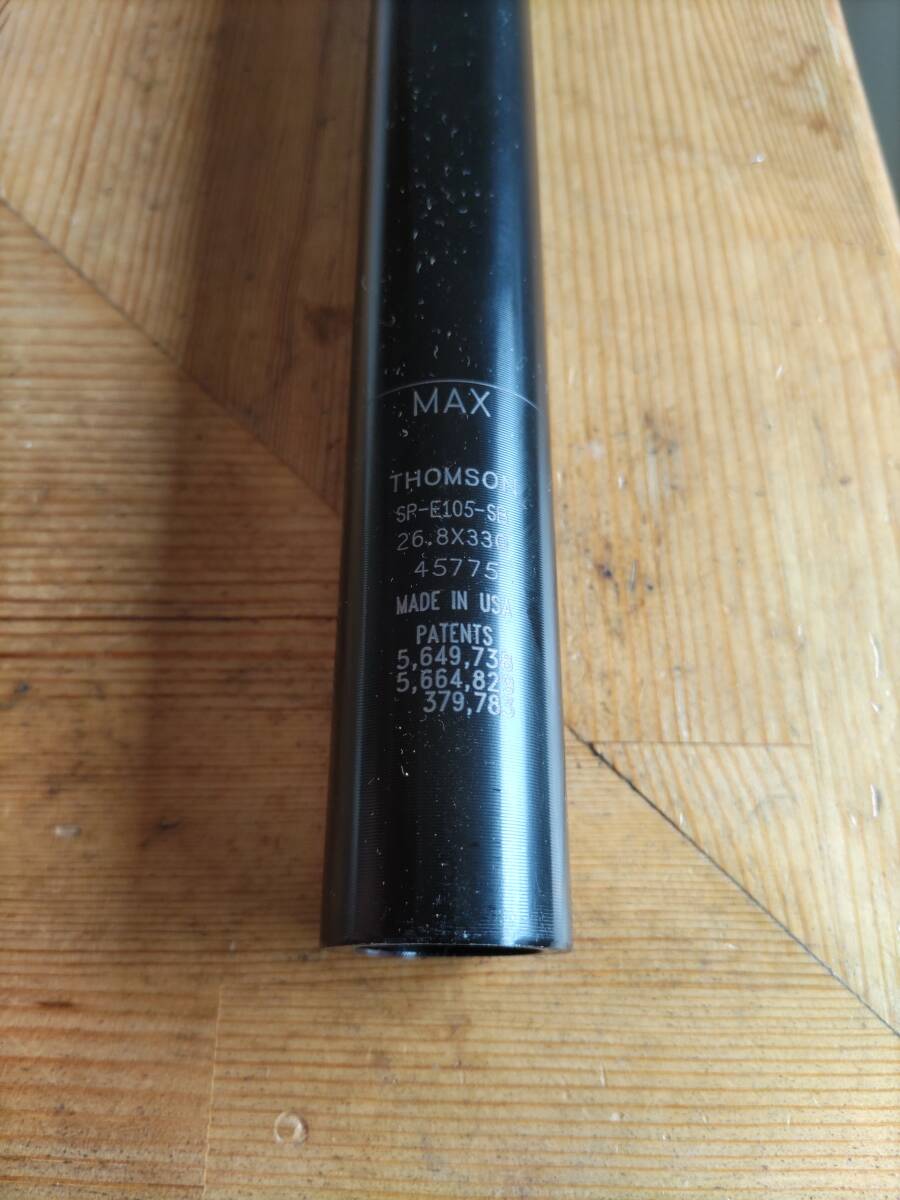 MAX
THOMSON
SR-E105-SB
26.8X330
45775
MADE IN USA
PATENTS
5,649,738
5,664,829
379,783